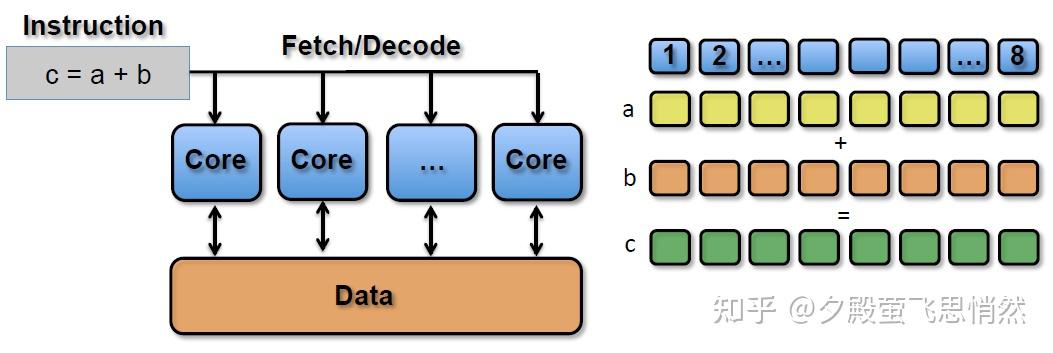 Instruction
c = a + b
Fetch/Decode
Core Core ... Core
Data
1 2 ... ... 8
a
+
b
=
c
知乎 @夕殿萤飞思悄然